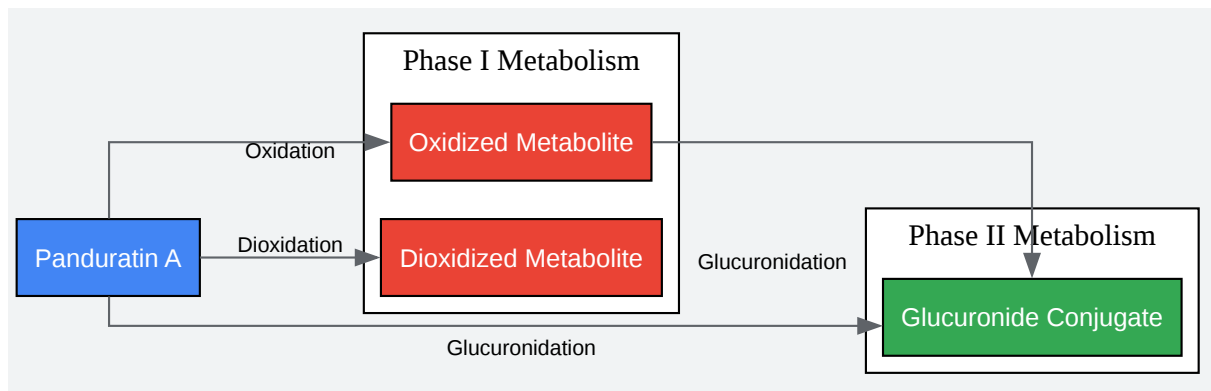 Phase I Metabolism
Oxidized Metabolite
Oxidation
Panduratin A
Dioxidation
Dioxidized Metabolite
Phase II Metabolism
Glucuronidation
Glucuronide Conjugate
Glucuronidation